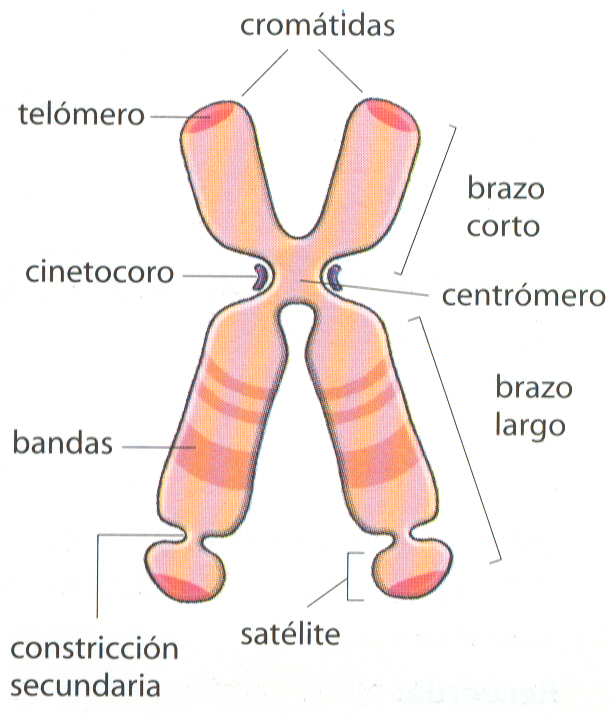 cromátidas
telómero
brazo
corto
cinetocoro
centrómero
brazo
largo
bandas
satélite
constricción
secundaria